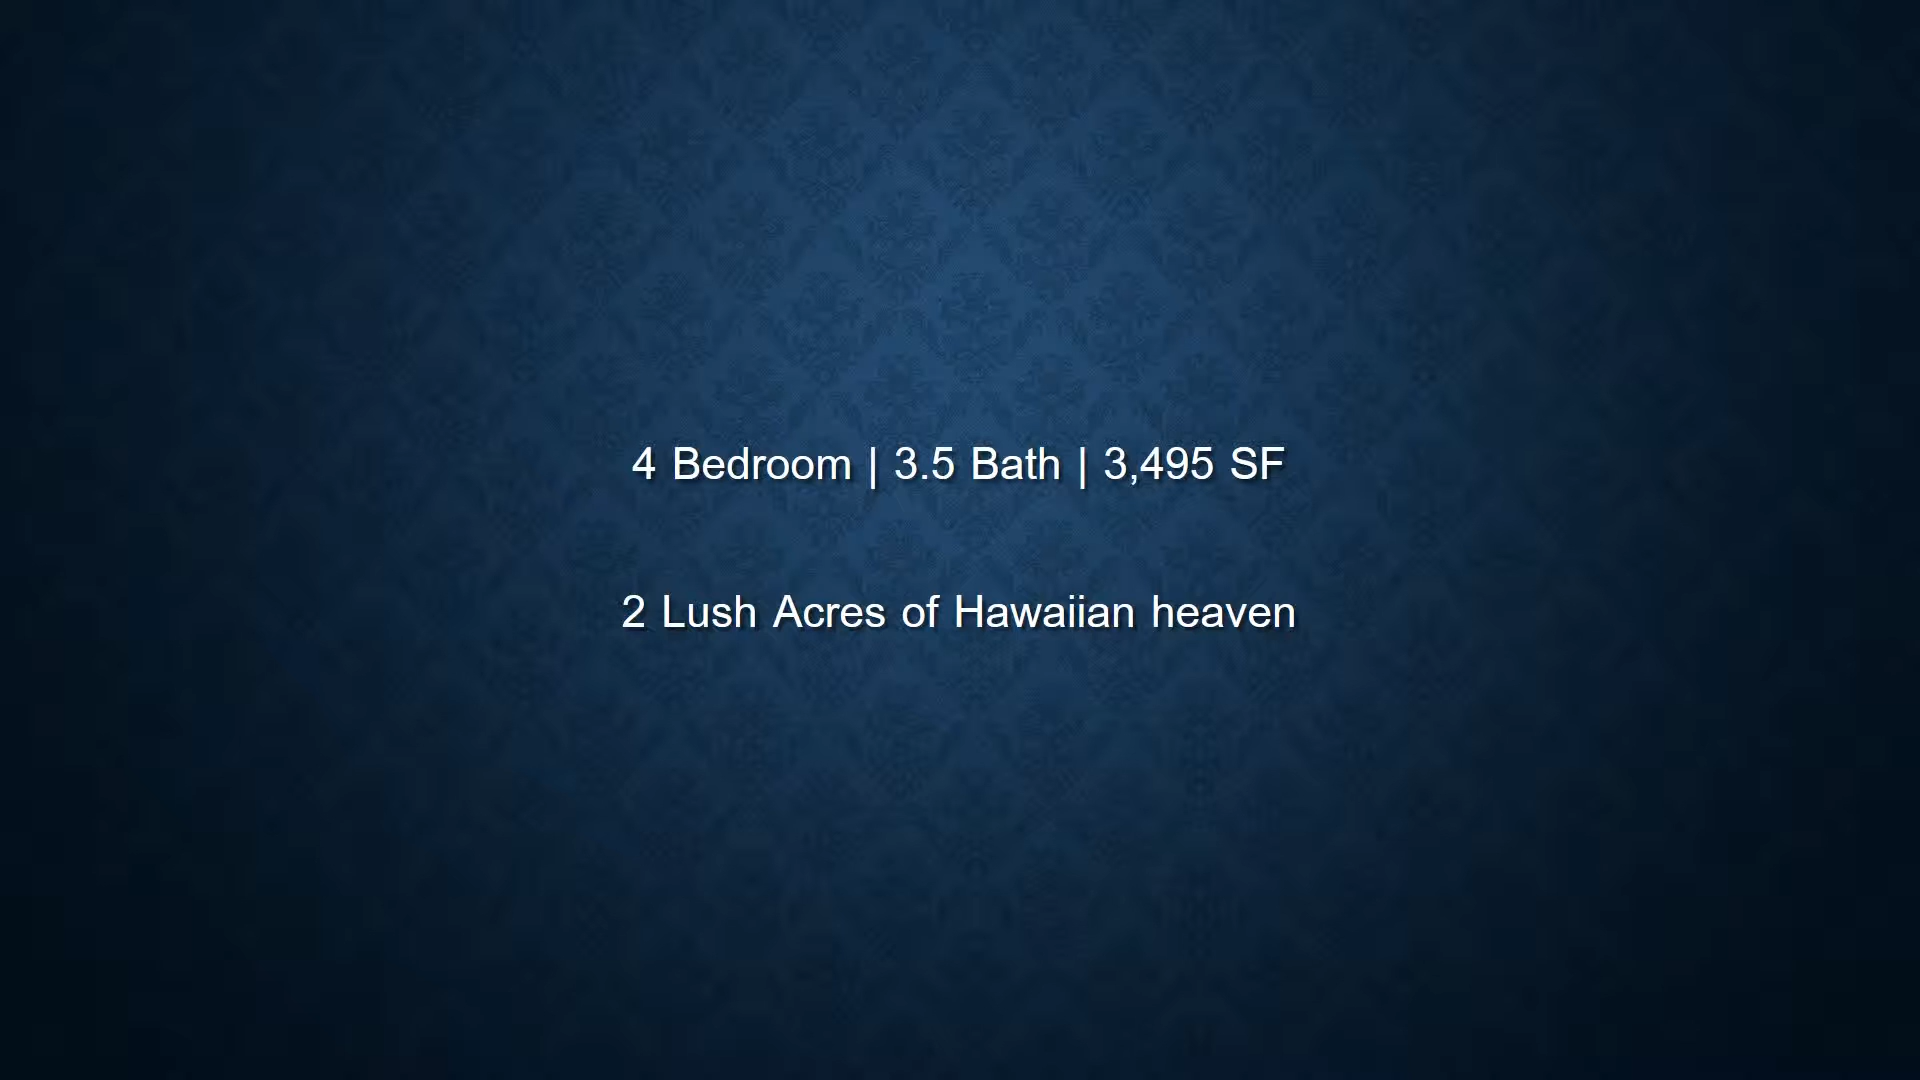 4 Bedroom | 3.5 Bath | 3,495 SF
2 Lush Acres of Hawaiian heaven